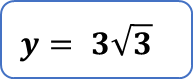 y = 3√3